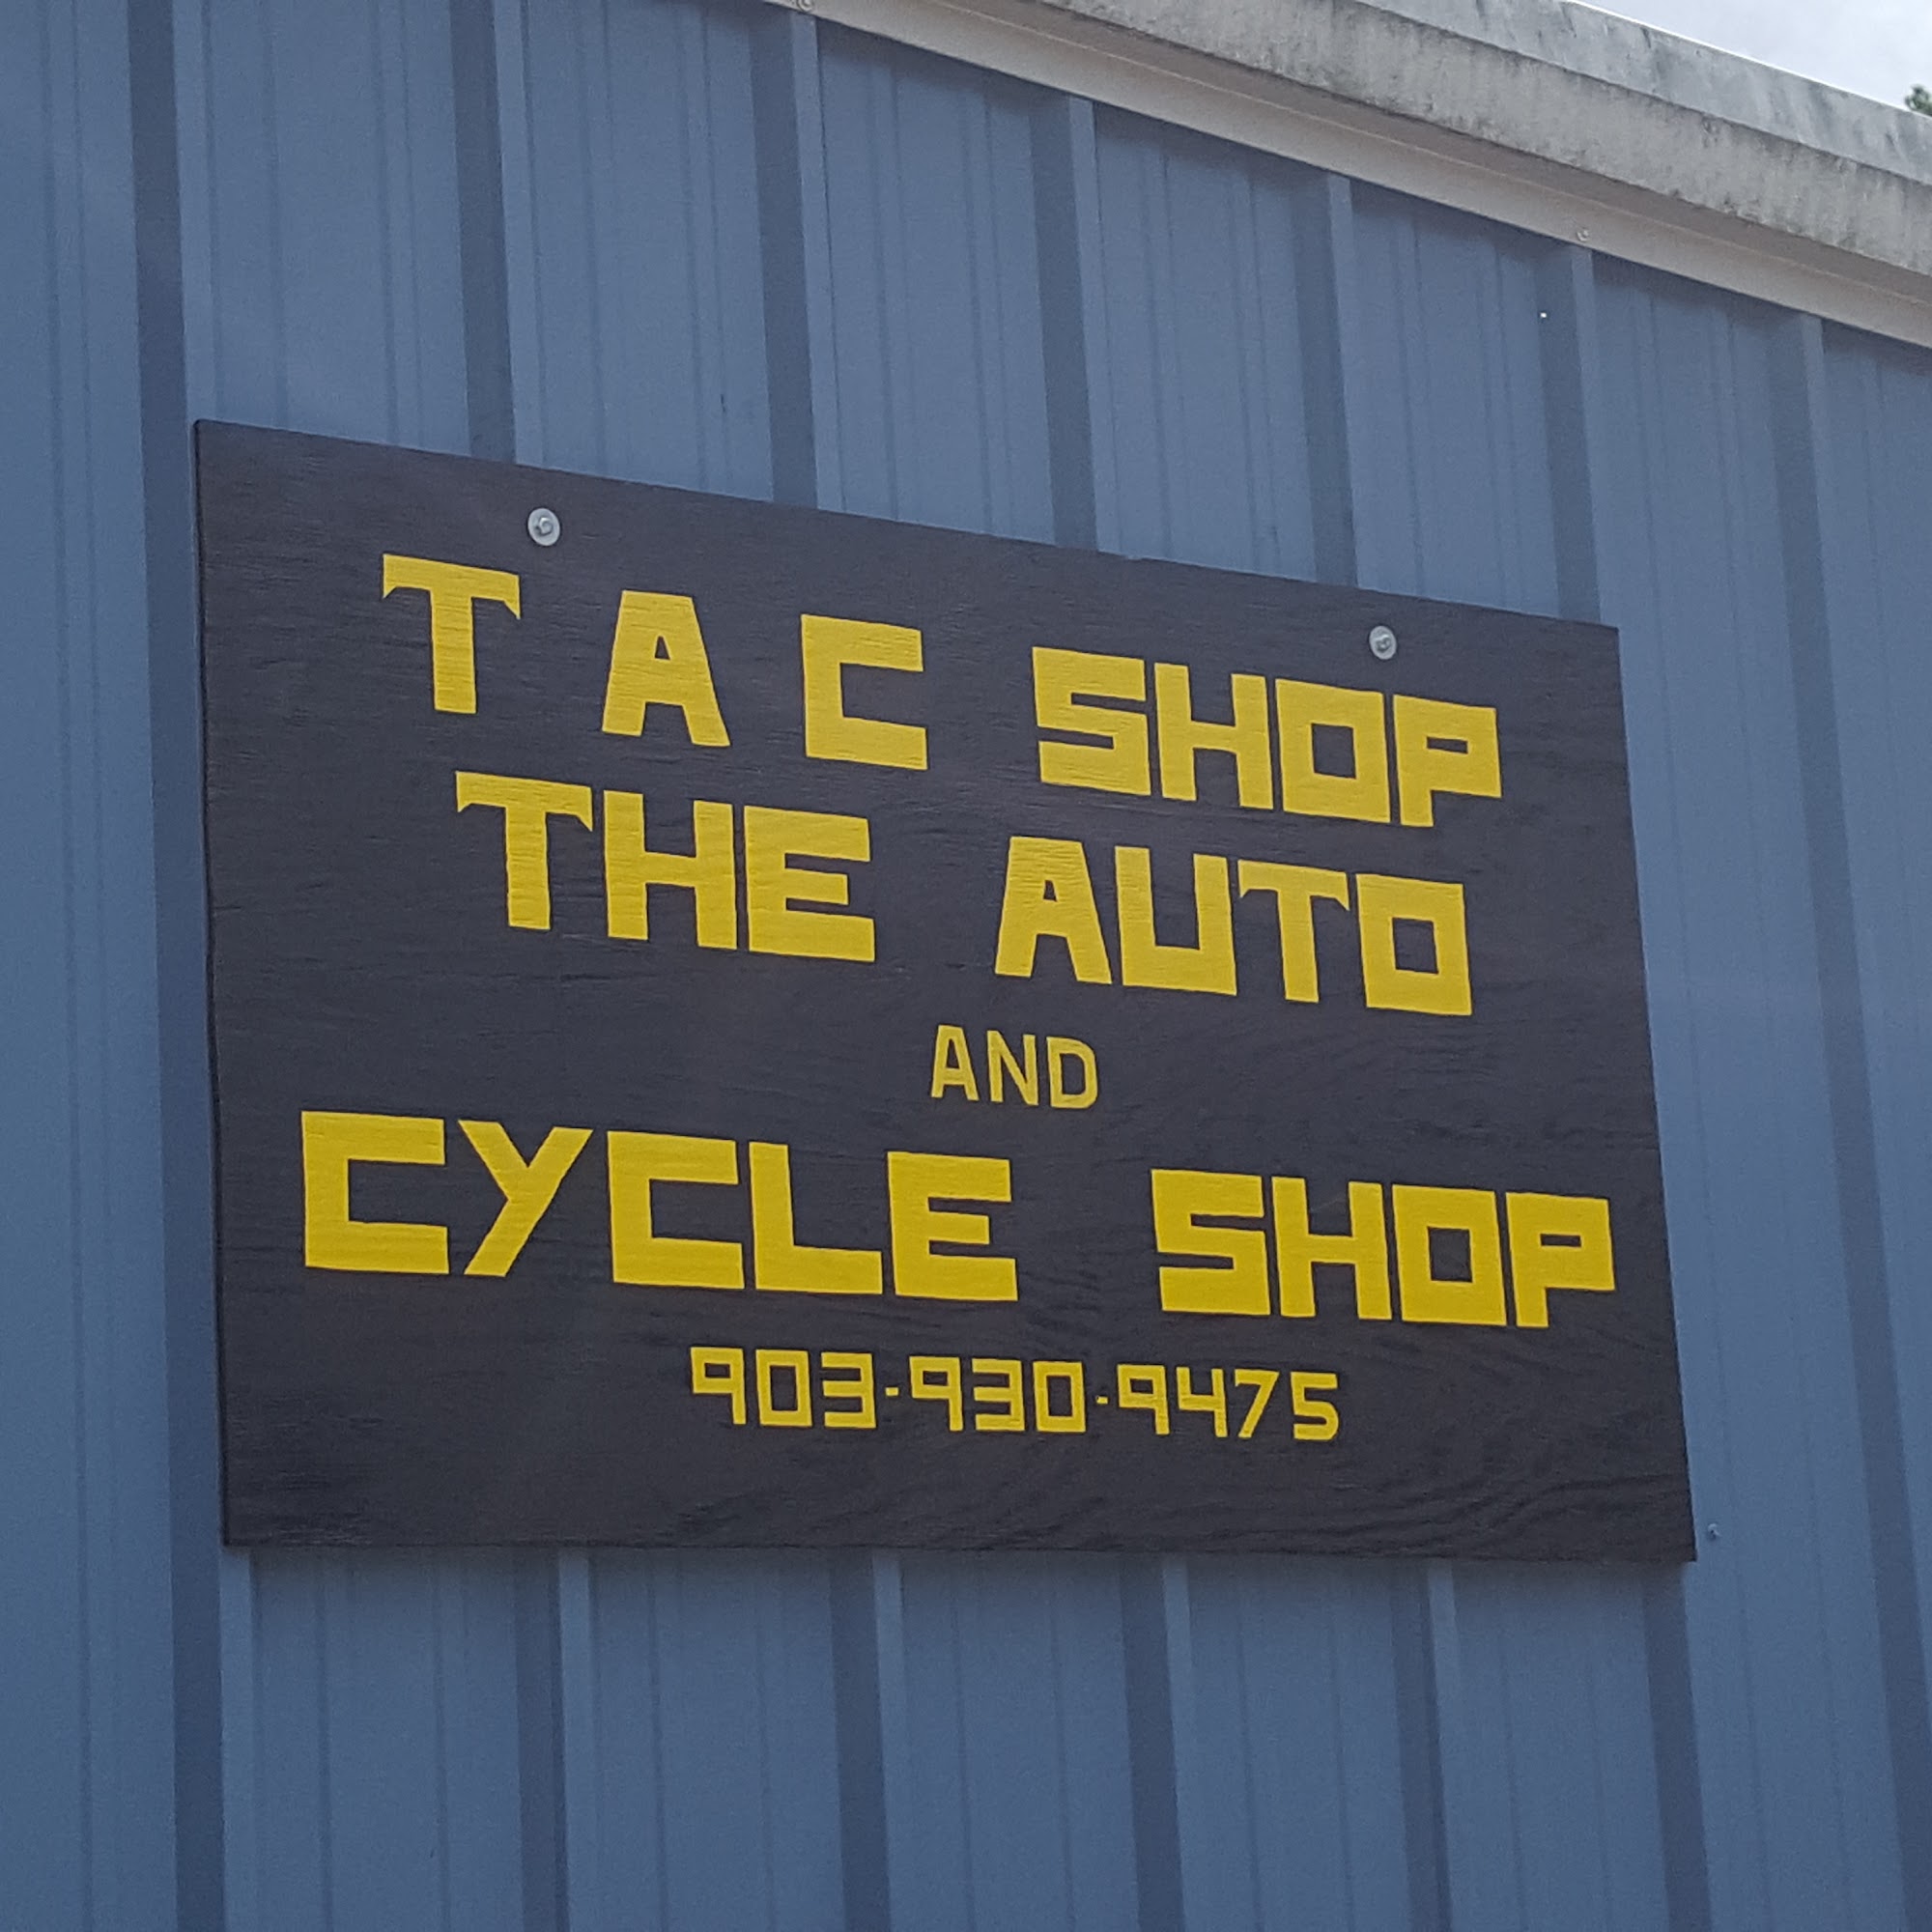 T A C SHOP
THE AUTO
AND
CYCLE SHOP
903-930-9475